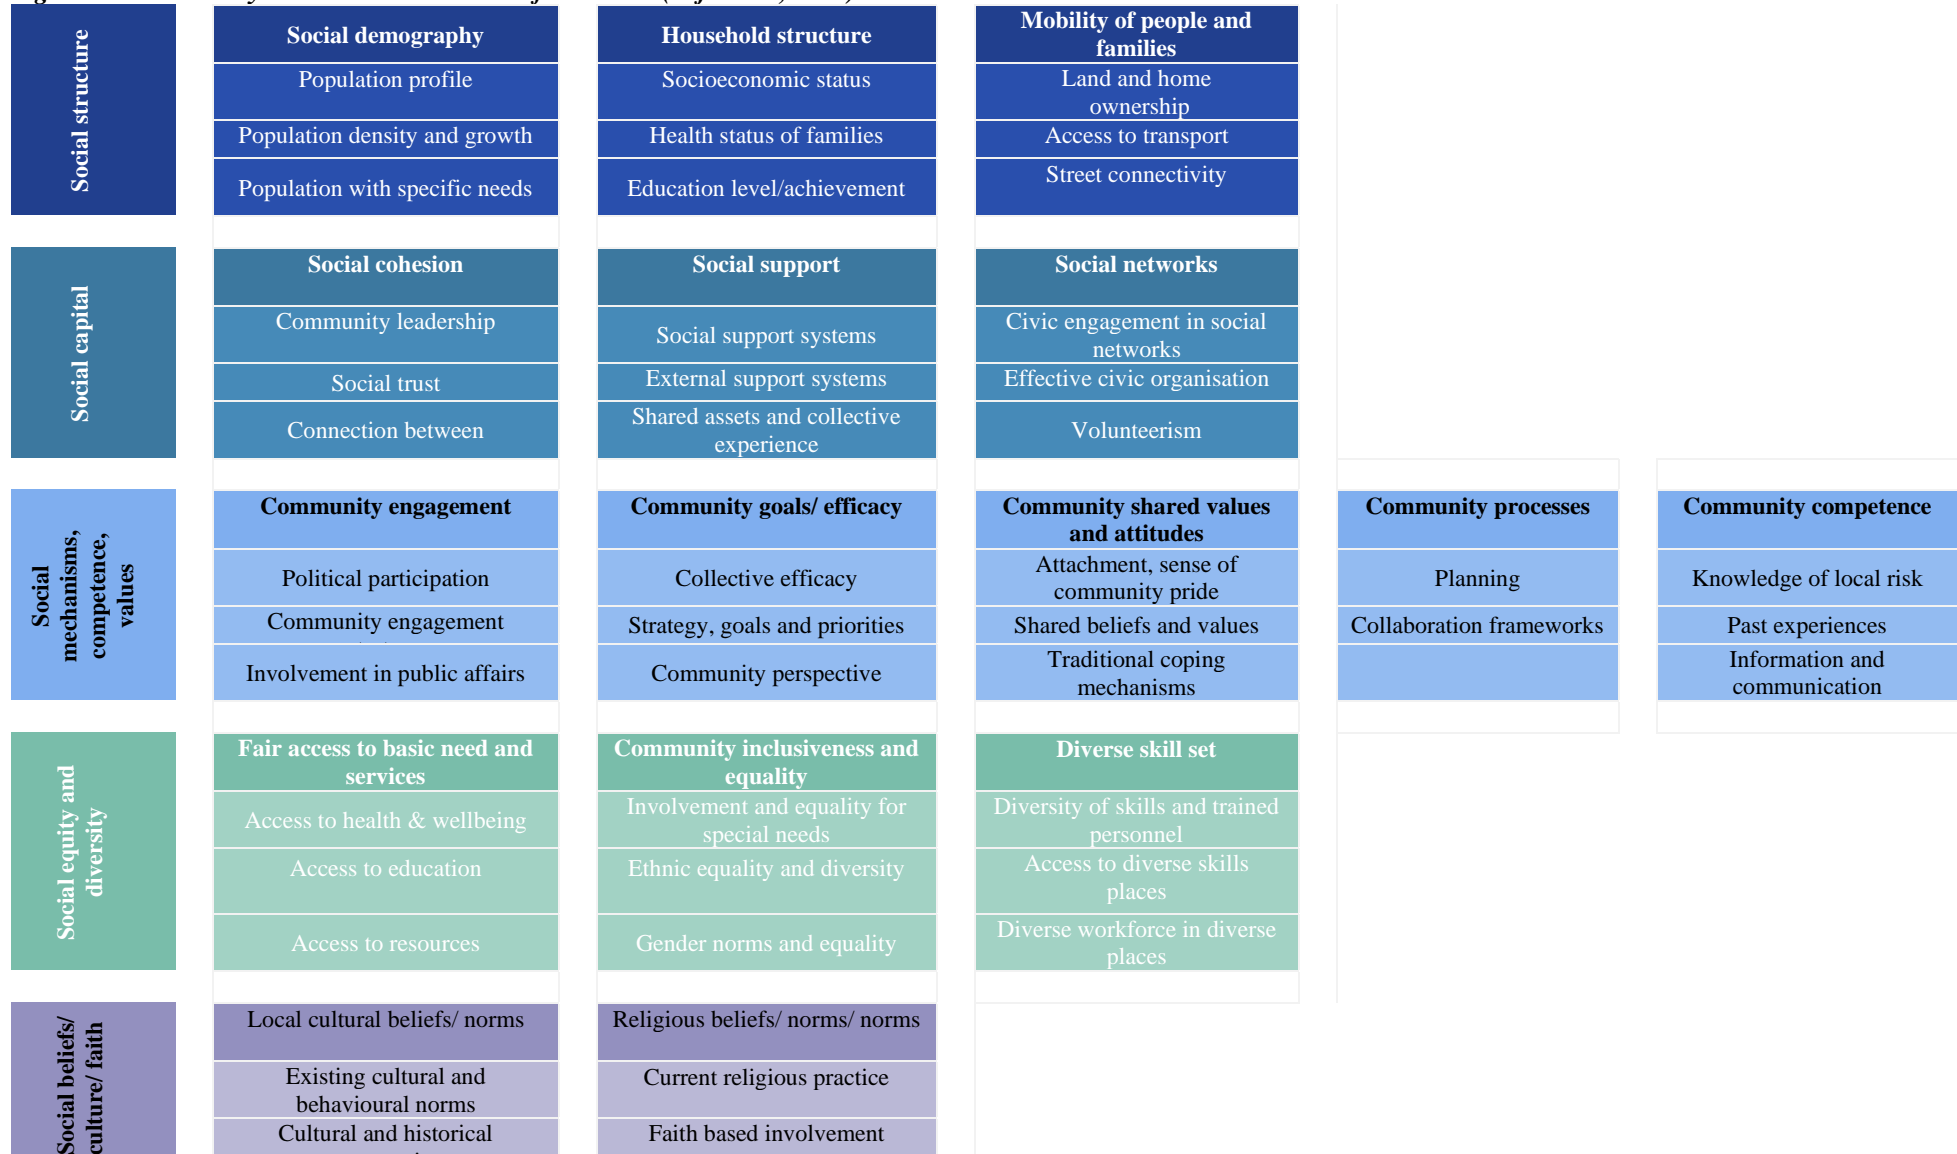 Social structure
Social demography
Household structure
Mobility of people and
families
Population profile
Socioeconomic status
Land and home
ownership
Population density and growth
Health status of families
Access to transport
Population with specific needs
Education level/achievement
Street connectivity
Social capital
Social cohesion
Social support
Social networks
Community leadership
Social support systems
Civic engagement in social
networks
Social trust
External support systems
Effective civic organisation
Connection between
Shared assets and collective
experience
Volunteerism
Social
mechanisms,
competence,
values
Community engagement
Community goals/ efficacy
Community shared values
and attitudes
Community processes
Community competence
Political participation
Collective efficacy
Attachment, sense of
community pride
Planning
Knowledge of local risk
Community engagement
Strategy, goals and priorities
Shared beliefs and values
Collaboration frameworks
Past experiences
Involvement in public affairs
Community perspective
Traditional coping
mechanisms
Information and
communication
Social equity and
diversity
Fair access to basic need and
services
Community inclusiveness and
equality
Diverse skill set
Access to health & wellbeing
Involvement and equality for
special needs
Diversity of skills and trained
personnel
Access to education
Ethnic equality and diversity
Access to diverse skills
places
Access to resources
Gender norms and equality
Diverse workforce in diverse
places
Social beliefs/
culture/ faith
Local cultural beliefs/ norms
Religious beliefs/ norms/ norms
Existing cultural and
behavioural norms
Current religious practice
Cultural and historical
Faith based involvement